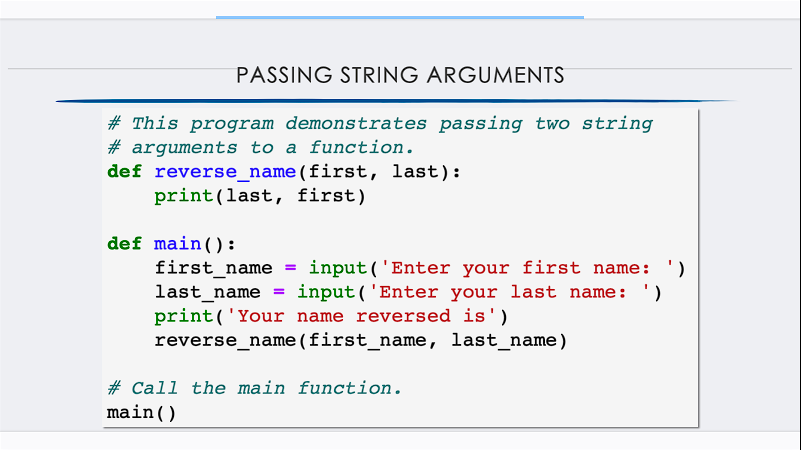 PASSING STRING ARGUMENTS
# This program demonstrates passing two string
# arguments to a function.
def reverse_name(first, last):
    print(last, first)
def main():
    first_name = input('Enter your first name: ')
    last_name = input('Enter your last name: ')
    print('Your name reversed is')
    reverse_name(first_name, last_name)
# Call the main function.
main()